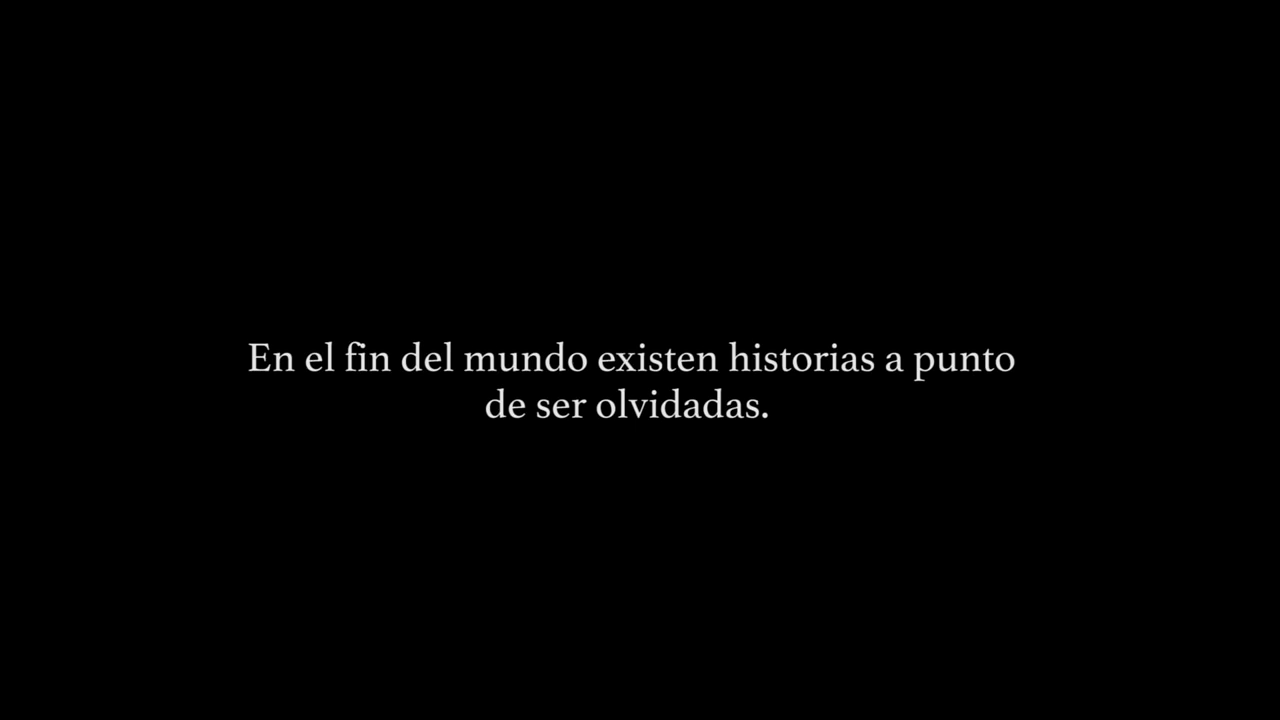 En el fin del mundo existen historias a punto
de ser olvidadas.